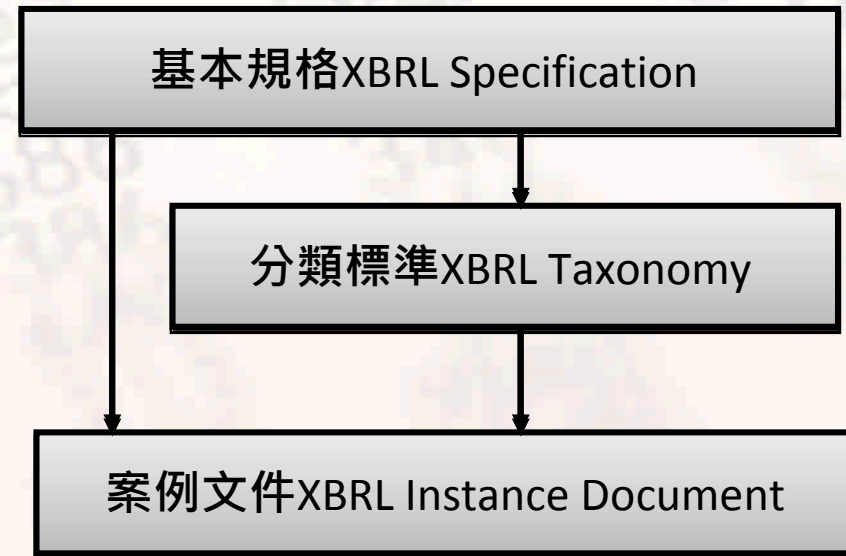 基本規格XBRL Specification
分類標準XBRL Taxonomy
案例文件XBRL Instance Document